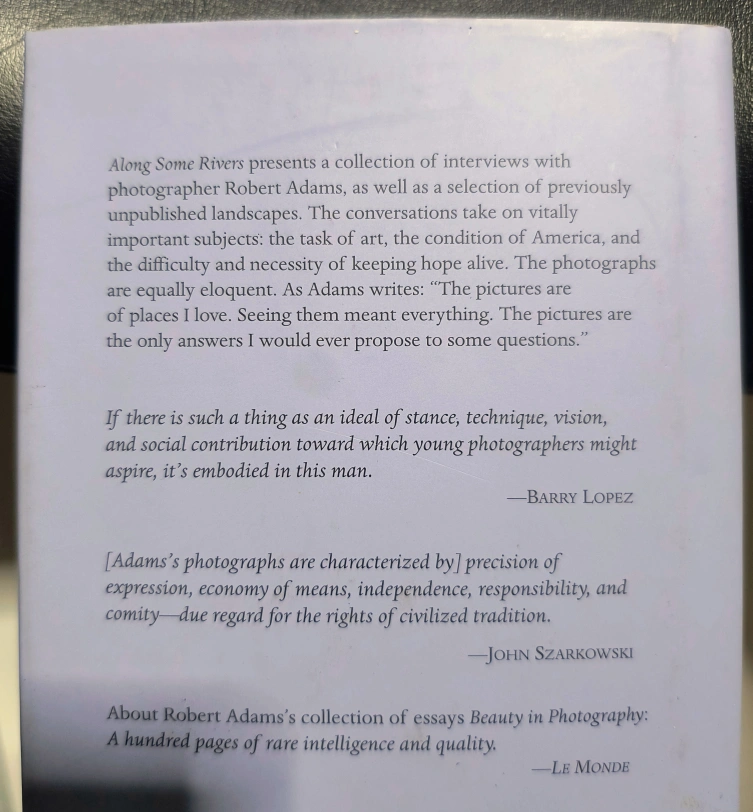 Along Some Rivers presents a collection of interviews with
photographer Robert Adams, as well as a selection of previously
unpublished landscapes. The conversations take on vitally
important subjects: the task of art, the condition of America, and
the difficulty and necessity of keeping hope alive. The photographs
are equally eloquent. As Adams writes: “The pictures are
of places I love. Seeing them meant everything. The pictures are
the only answers I would ever propose to some questions.”
If there is such a thing as an ideal of stance, technique, vision,
and social contribution toward which young photographers might
aspire, it’s embodied in this man.
—BARRY LOPEZ
[Adams’s photographs are characterized by] precision of
expression, economy of means, independence, responsibility, and
comity—due regard for the rights of civilized tradition.
—JOHN SZARKOWSKI
About Robert Adams’s collection of essays Beauty in Photography:
A hundred pages of rare intelligence and quality.
—LE MONDE